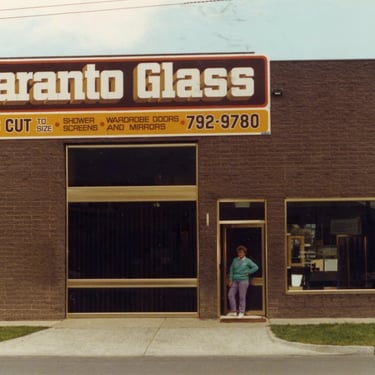 aranto Glass
CUT TO SIZE • SHOWER SCREENS • WARDROBE DOORS AND MIRRORS 792-9780